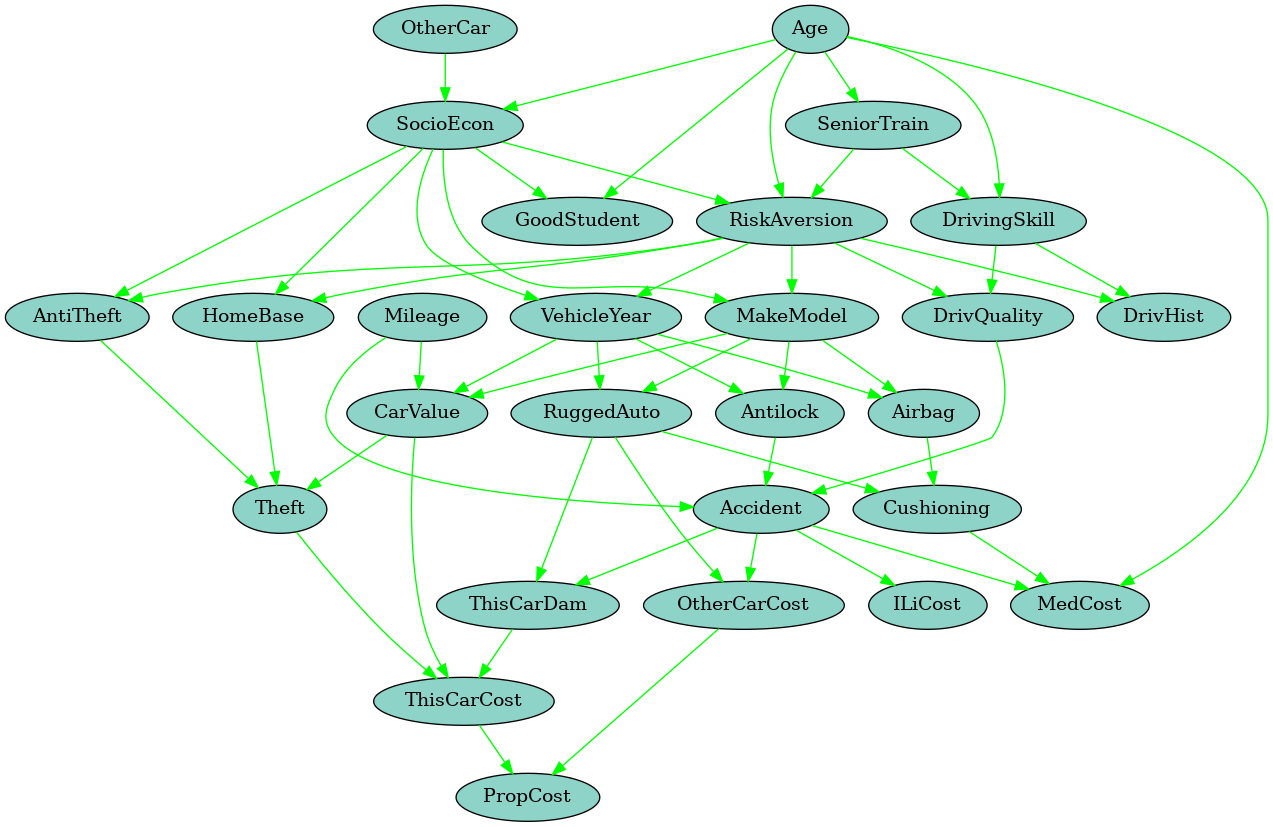 OtherCar
Age
SocioEcon
SeniorTrain
GoodStudent
RiskAversion
DrivingSkill
AntiTheft
HomeBase
Mileage
VehicleYear
MakeModel
DrivQuality
DrivHist
CarValue
RuggedAuto
Antilock
Airbag
Theft
Accident
Cushioning
ThisCarDam
OtherCarCost
ILiCost
MedCost
ThisCarCost
PropCost